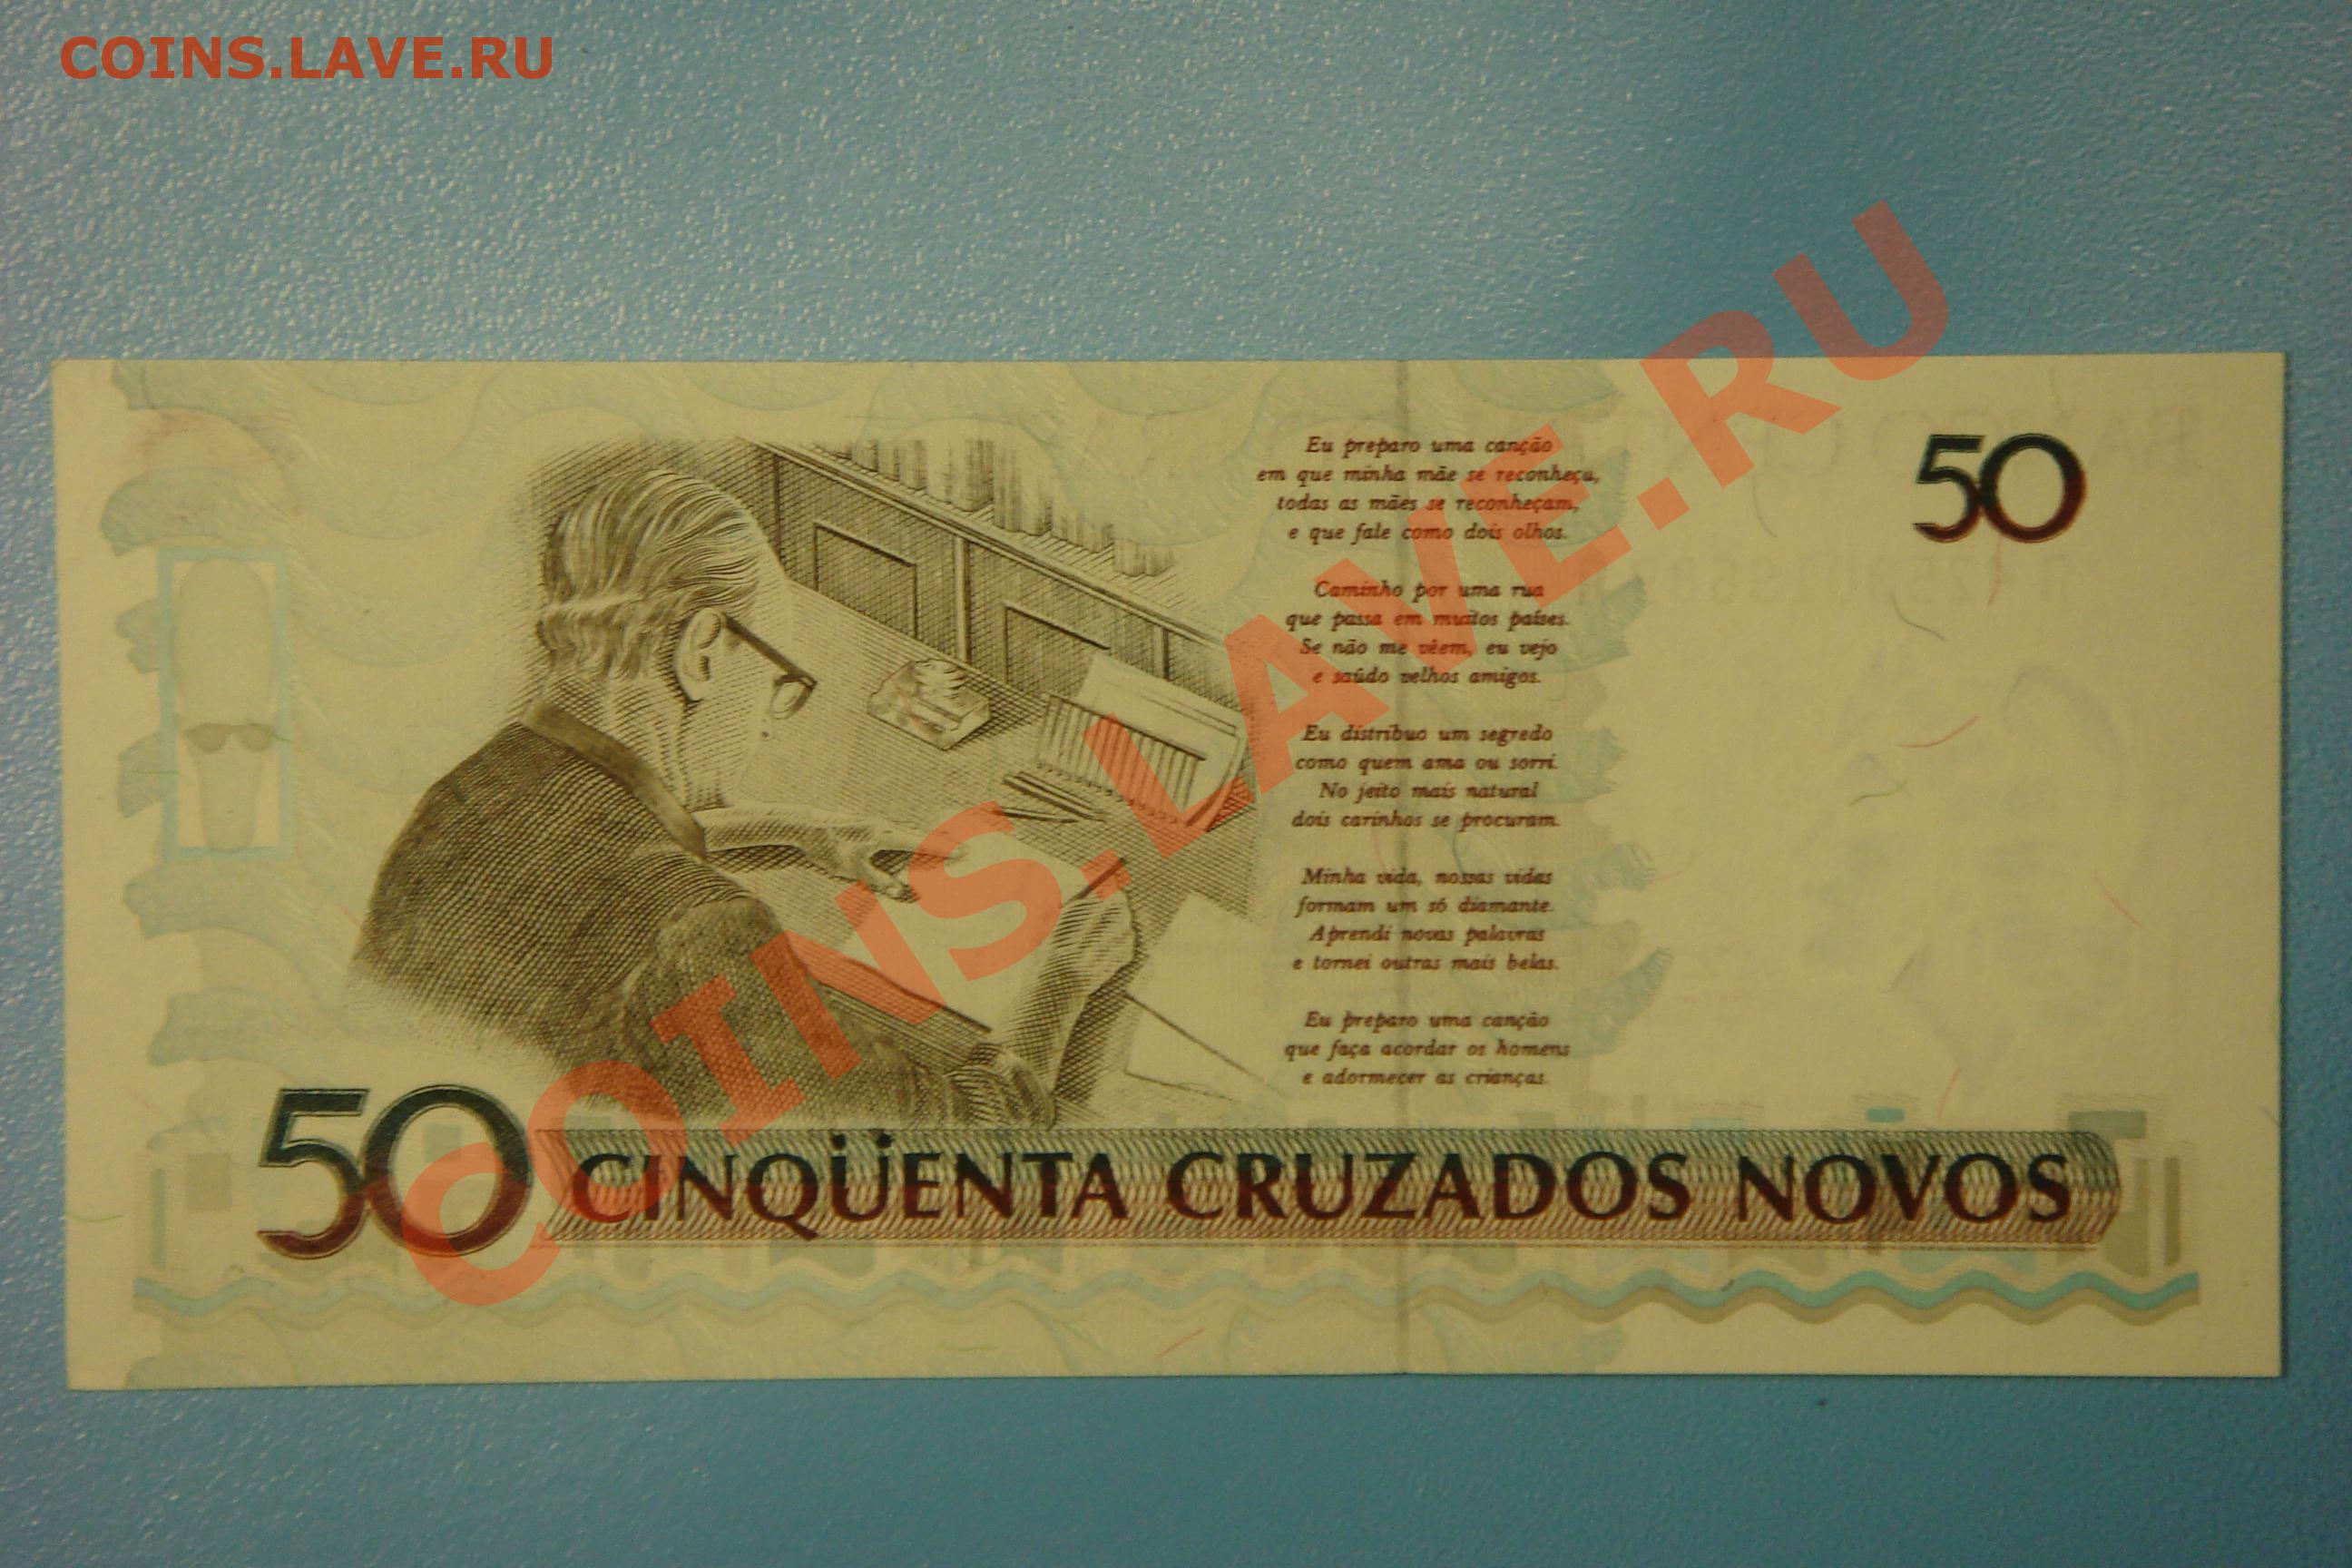 COINS.LAVE.RU
50
Eu preparo uma canção
em que minha mãe se reconheça,
todas as mães se reconheçam,
e que fale como dois olhos.
Caminho por uma rua
que passa em muitos países.
Se não me vêem, eu vejo
e saúdo velhos amigos.
Eu distribuo um segredo
como quem ama ou sorri.
No jeito mais natural
dois carinhos se procuram.
Minha vida, nossas vidas
formam um só diamante.
Aprendi novas palavras
e tornei outras mais belas.
Eu preparo uma canção
que faça acordar os homens
e adormecer as crianças.
50 CINQÜENTA CRUZADOS NOVOS
COINS.LAVE.RU